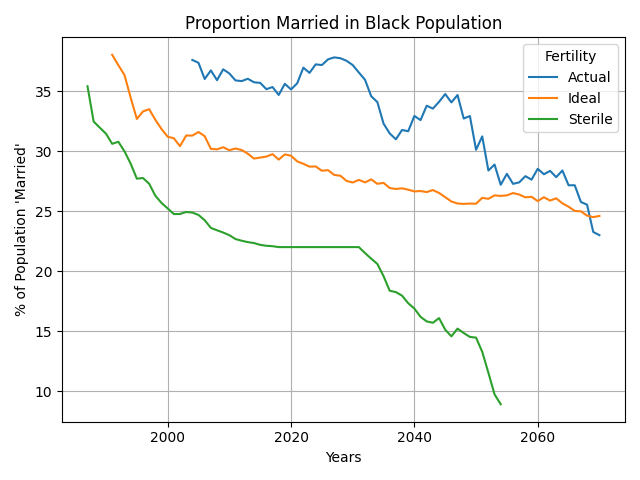 Proportion Married in Black Population
% of Population 'Married'
35
30
25
20
15
10
Fertility
Actual
Ideal
Sterile
2000 2020 2040 2060
Years